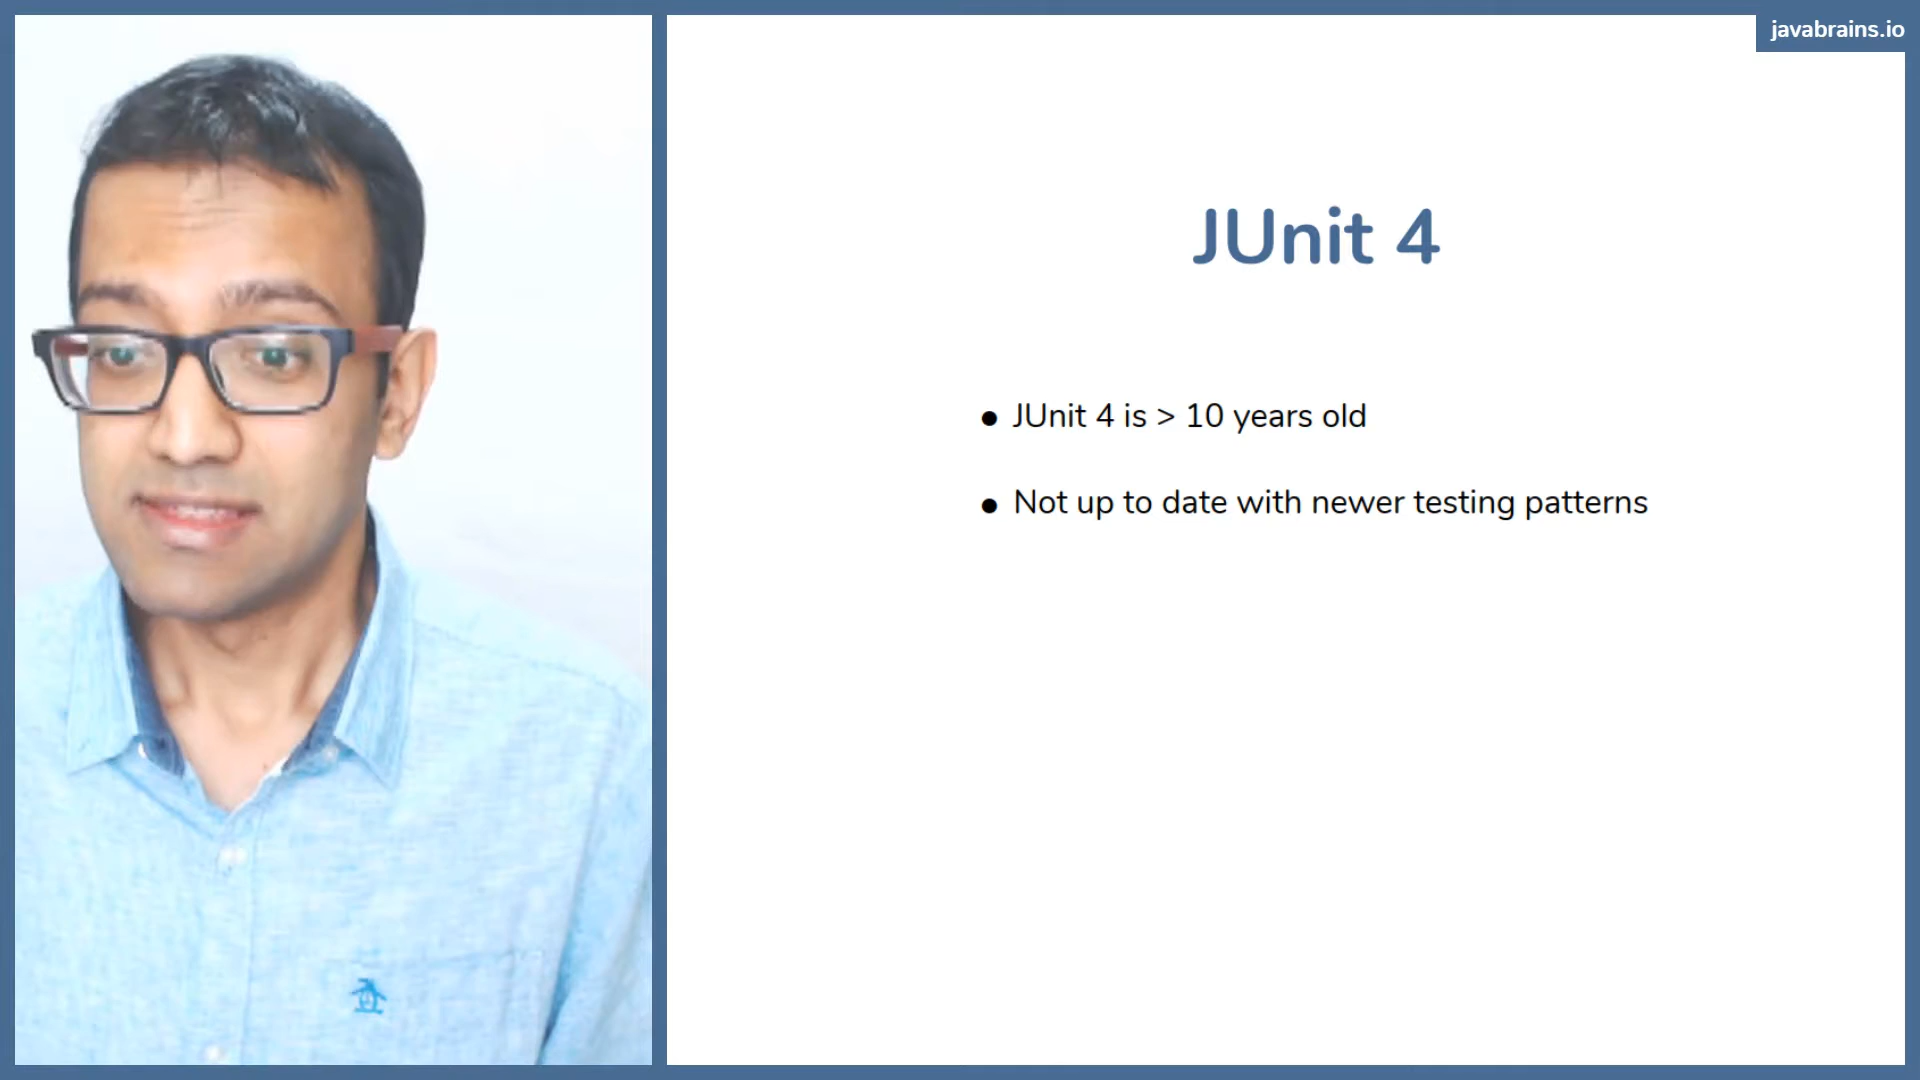 javabrains.io
JUnit 4
● JUnit 4 is > 10 years old
● Not up to date with newer testing patterns